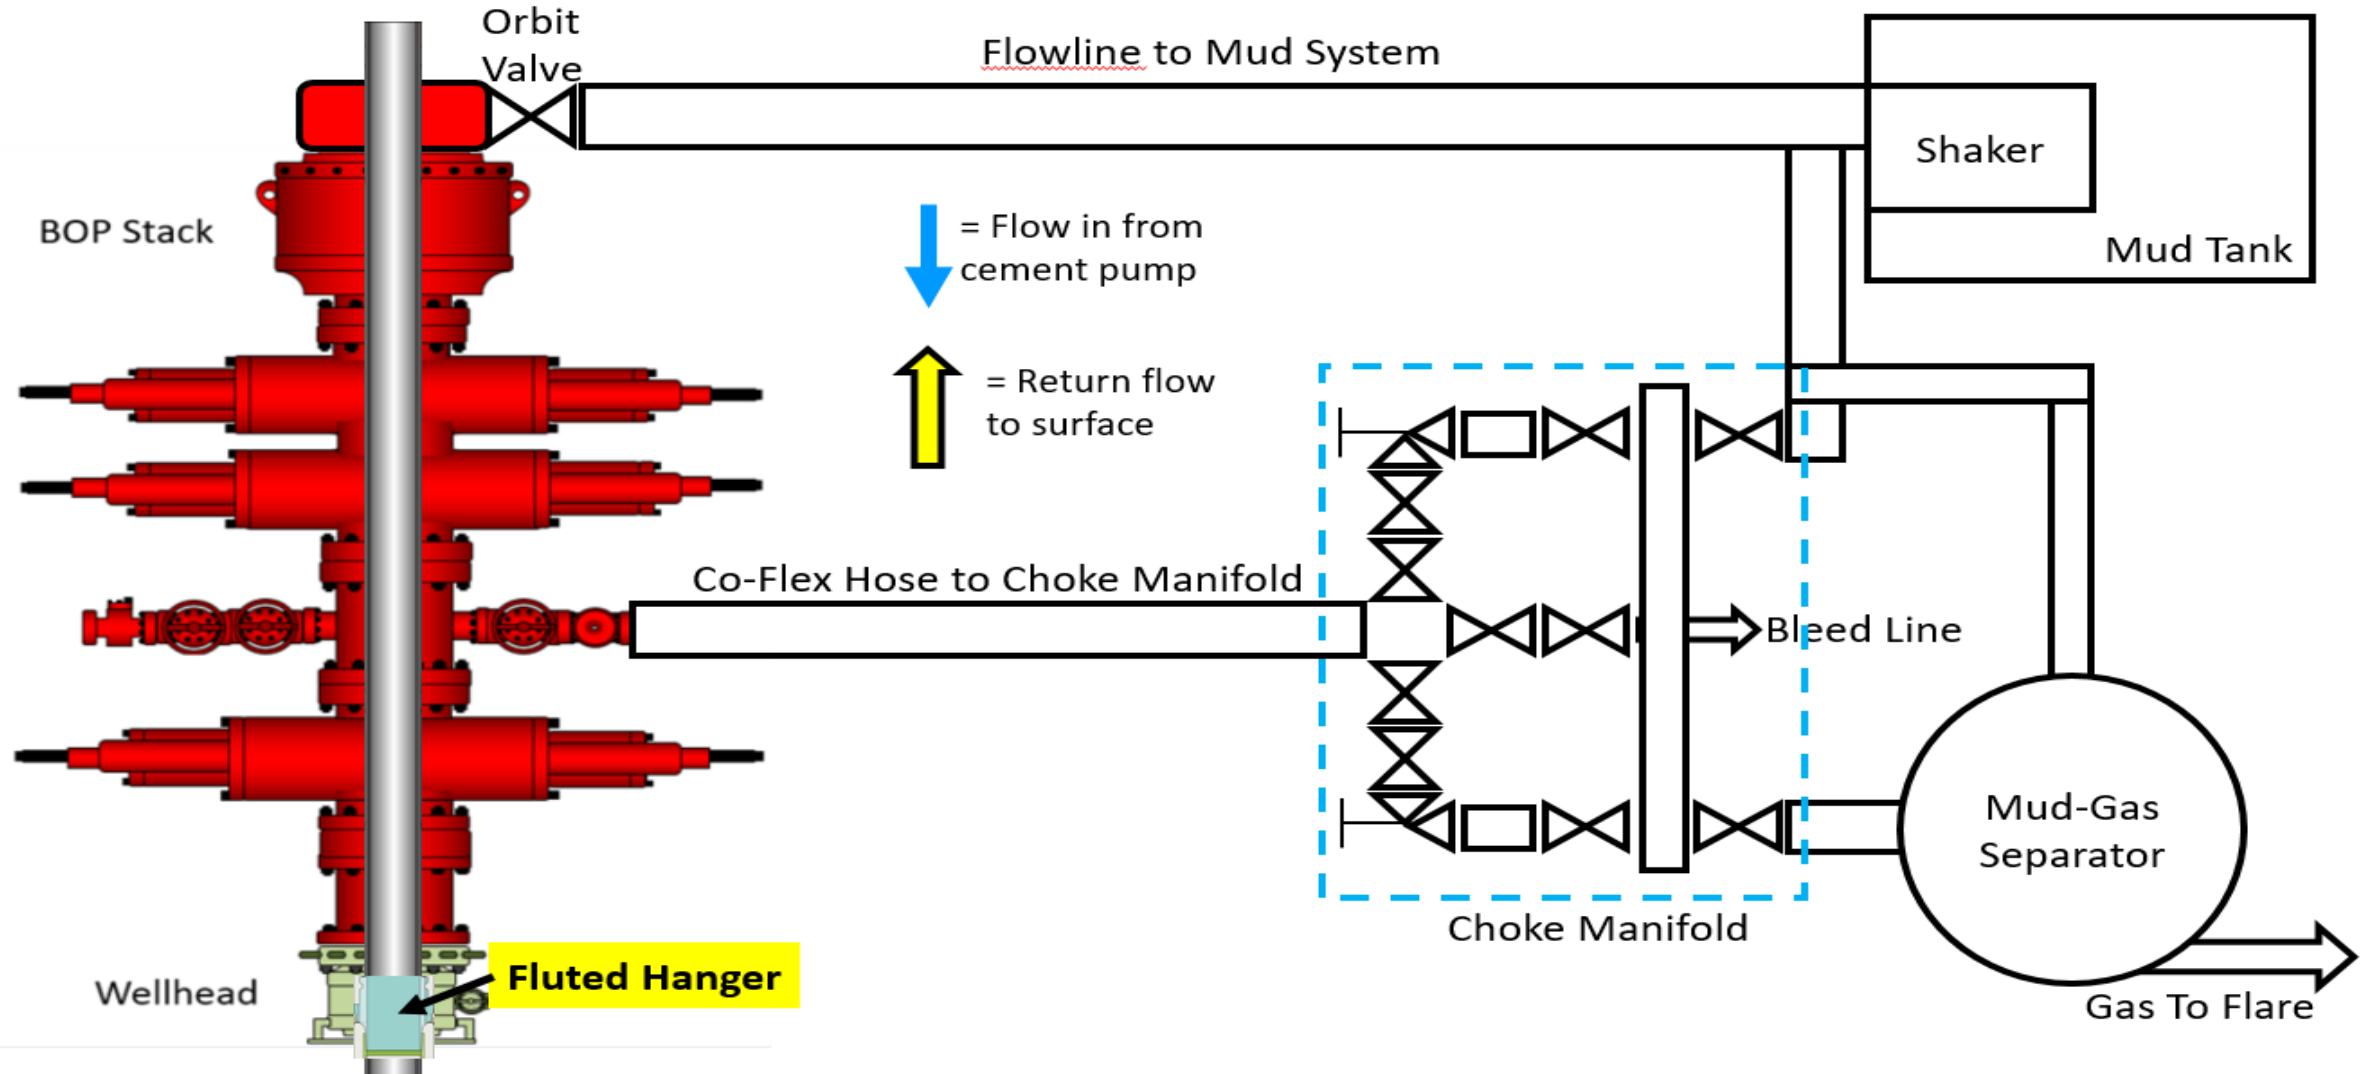 Orbit
Valve
Flowline to Mud System
Shaker
Mud Tank
BOP Stack
= Flow in from
cement pump
= Return flow
to surface
Co-Flex Hose to Choke Manifold
Bleed Line
Mud-Gas
Separator
Choke Manifold
Fluted Hanger
Wellhead
Gas To Flare